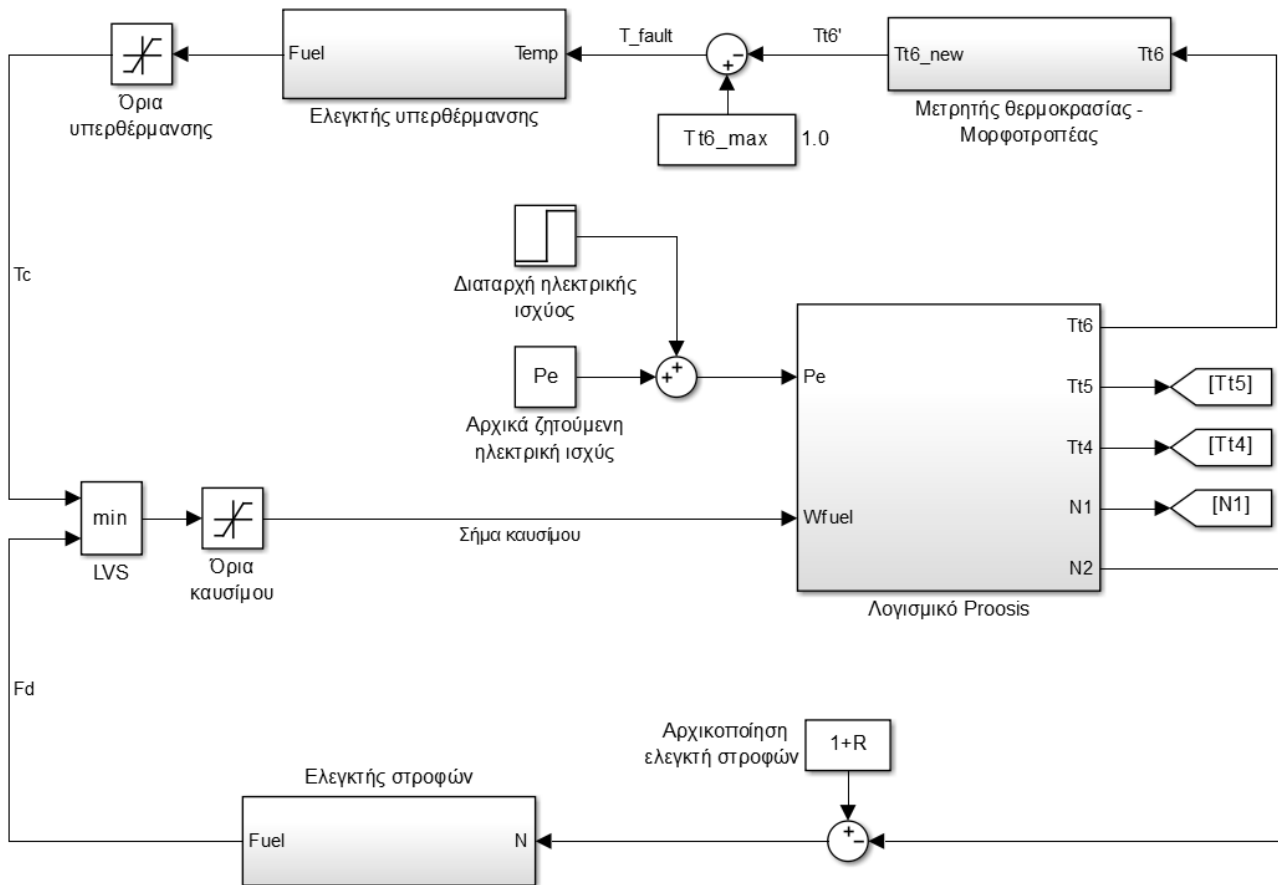 Fuel
Temp
T_fault
Tt6'
Tt6_new
Tt6
Όρια
υπερθέρμανσης
Ελεγκτής υπερθέρμανσης
Tt6_max
1.0
Μετρητής θερμοκρασίας -
Μορφοτροπέας
Tc
Διαταρχή ηλεκτρικής
ισχύος
Pe
Αρχικά ζητούμενη
ηλεκτρική ισχύς
Pe
Wfuel
Tt6
Tt5
Tt4
N1
N2
[Tt5]
[Tt4]
[N1]
Λογισμικό Proosis
min
LVS
Όρια
καυσίμου
Σήμα καυσίμου
Fd
Αρχικοποίηση
ελεγκτή στροφών
1+R
Ελεγκτής στροφών
Fuel
N